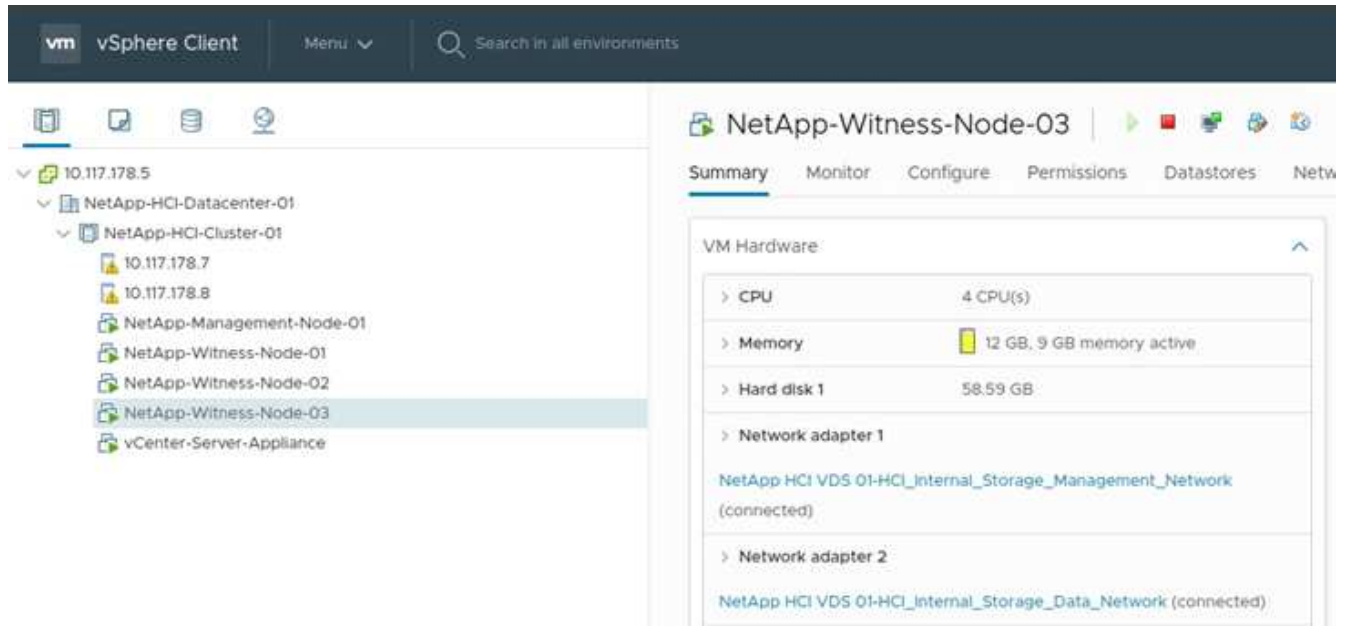 vm vSphere Client Menu Search in all environments
10.117.178.5
NetApp-HCI-Datacenter-01
NetApp-HCI-Cluster-01
10.117.178.7
10.117.178.8
NetApp-Management-Node-01
NetApp-Witness-Node-01
NetApp-Witness-Node-02
NetApp-Witness-Node-03
vCenter-Server-Appliance
NetApp-Witness-Node-03
Summary Monitor Configure Permissions Datastores Netw
VM Hardware
CPU 4 CPU(s)
Memory 12 GB, 9 GB memory active
Hard disk 1 58.59 GB
Network adapter 1
NetApp HCI VDS 01-HCI_Internal_Storage_Management_Network
(connected)
Network adapter 2
NetApp HCI VDS 01-HCI_Internal_Storage_Data_Network (connected)